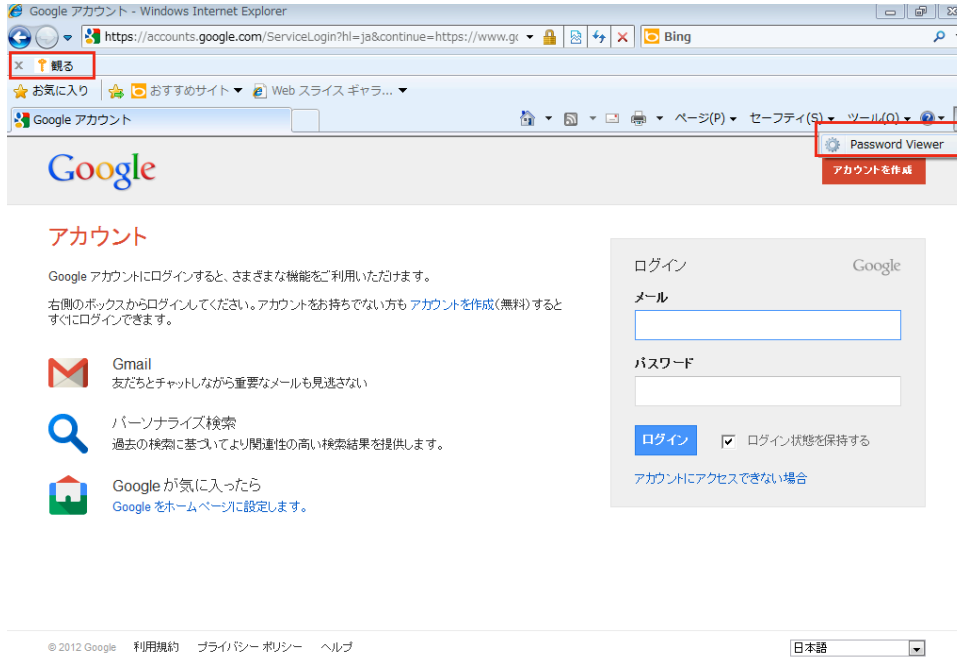 Google アカウント - Windows Internet Explorer
https://accounts.google.com/ServiceLogin?hl=ja&continue=https://www.gc
Bing
観る
お気に入り おすすめサイト Web スライス ギャラ...
Google アカウント
ページ(P) セーフティ(S) ツール(O)
Password Viewer
Google
アカウントを作成
アカウント
Google アカウントにログインすると、さまざまな機能をご利用いただけます。
右側のボックスからログインしてください。アカウントをお持ちでない方も アカウントを作成(無料)すると
すぐにログインできます。
Gmail
友だちとチャットしながら重要なメールも見逃さない
パーソナライズ検索
過去の検索に基づいてより関連性の高い検索結果を提供します。
Google が気に入ったら
Google をホームページに設定します。
ログイン Google
メール
パスワード
ログイン ログイン状態を保持する
アカウントにアクセスできない場合
© 2012 Google 利用規約 プライバシー ポリシー ヘルプ
日本語